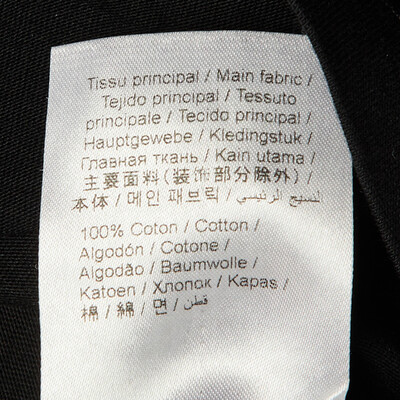 Tissu principal / Main fabric /
Tejido principal / Tessuto
principale / Tecido principal /
Hauptgewebe / Kledingstuk /
Главная ткань / Kain utama /
主要面料(装饰部分除外) /
本体 / 메인 패브릭 / النسيج الرئيسي
100% Coton / Cotton /
Algodón / Cotone /
Algodão / Baumwolle /
Katoen / Хлопок / Kapas /
棉 / 綿 / 면 / قطن